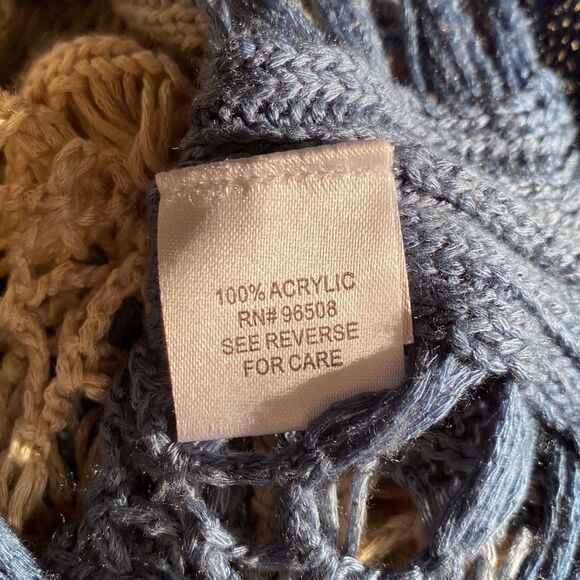 100% ACRYLIC
RN# 96508
SEE REVERSE
FOR CARE